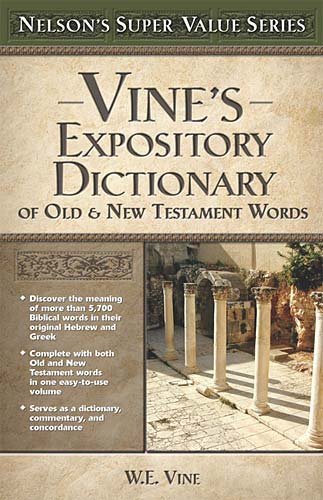 Nelson's Super Value Series
Vine's
Expository
Dictionary
of Old & New Testament Words
Discover the meaning
of more than 5,700
Biblical words in their
original Hebrew and
Greek
Complete with both
Old and New
Testament words
in one easy-to-use
volume
Serves as a dictionary,
commentary, and
concordance
W.E. Vine